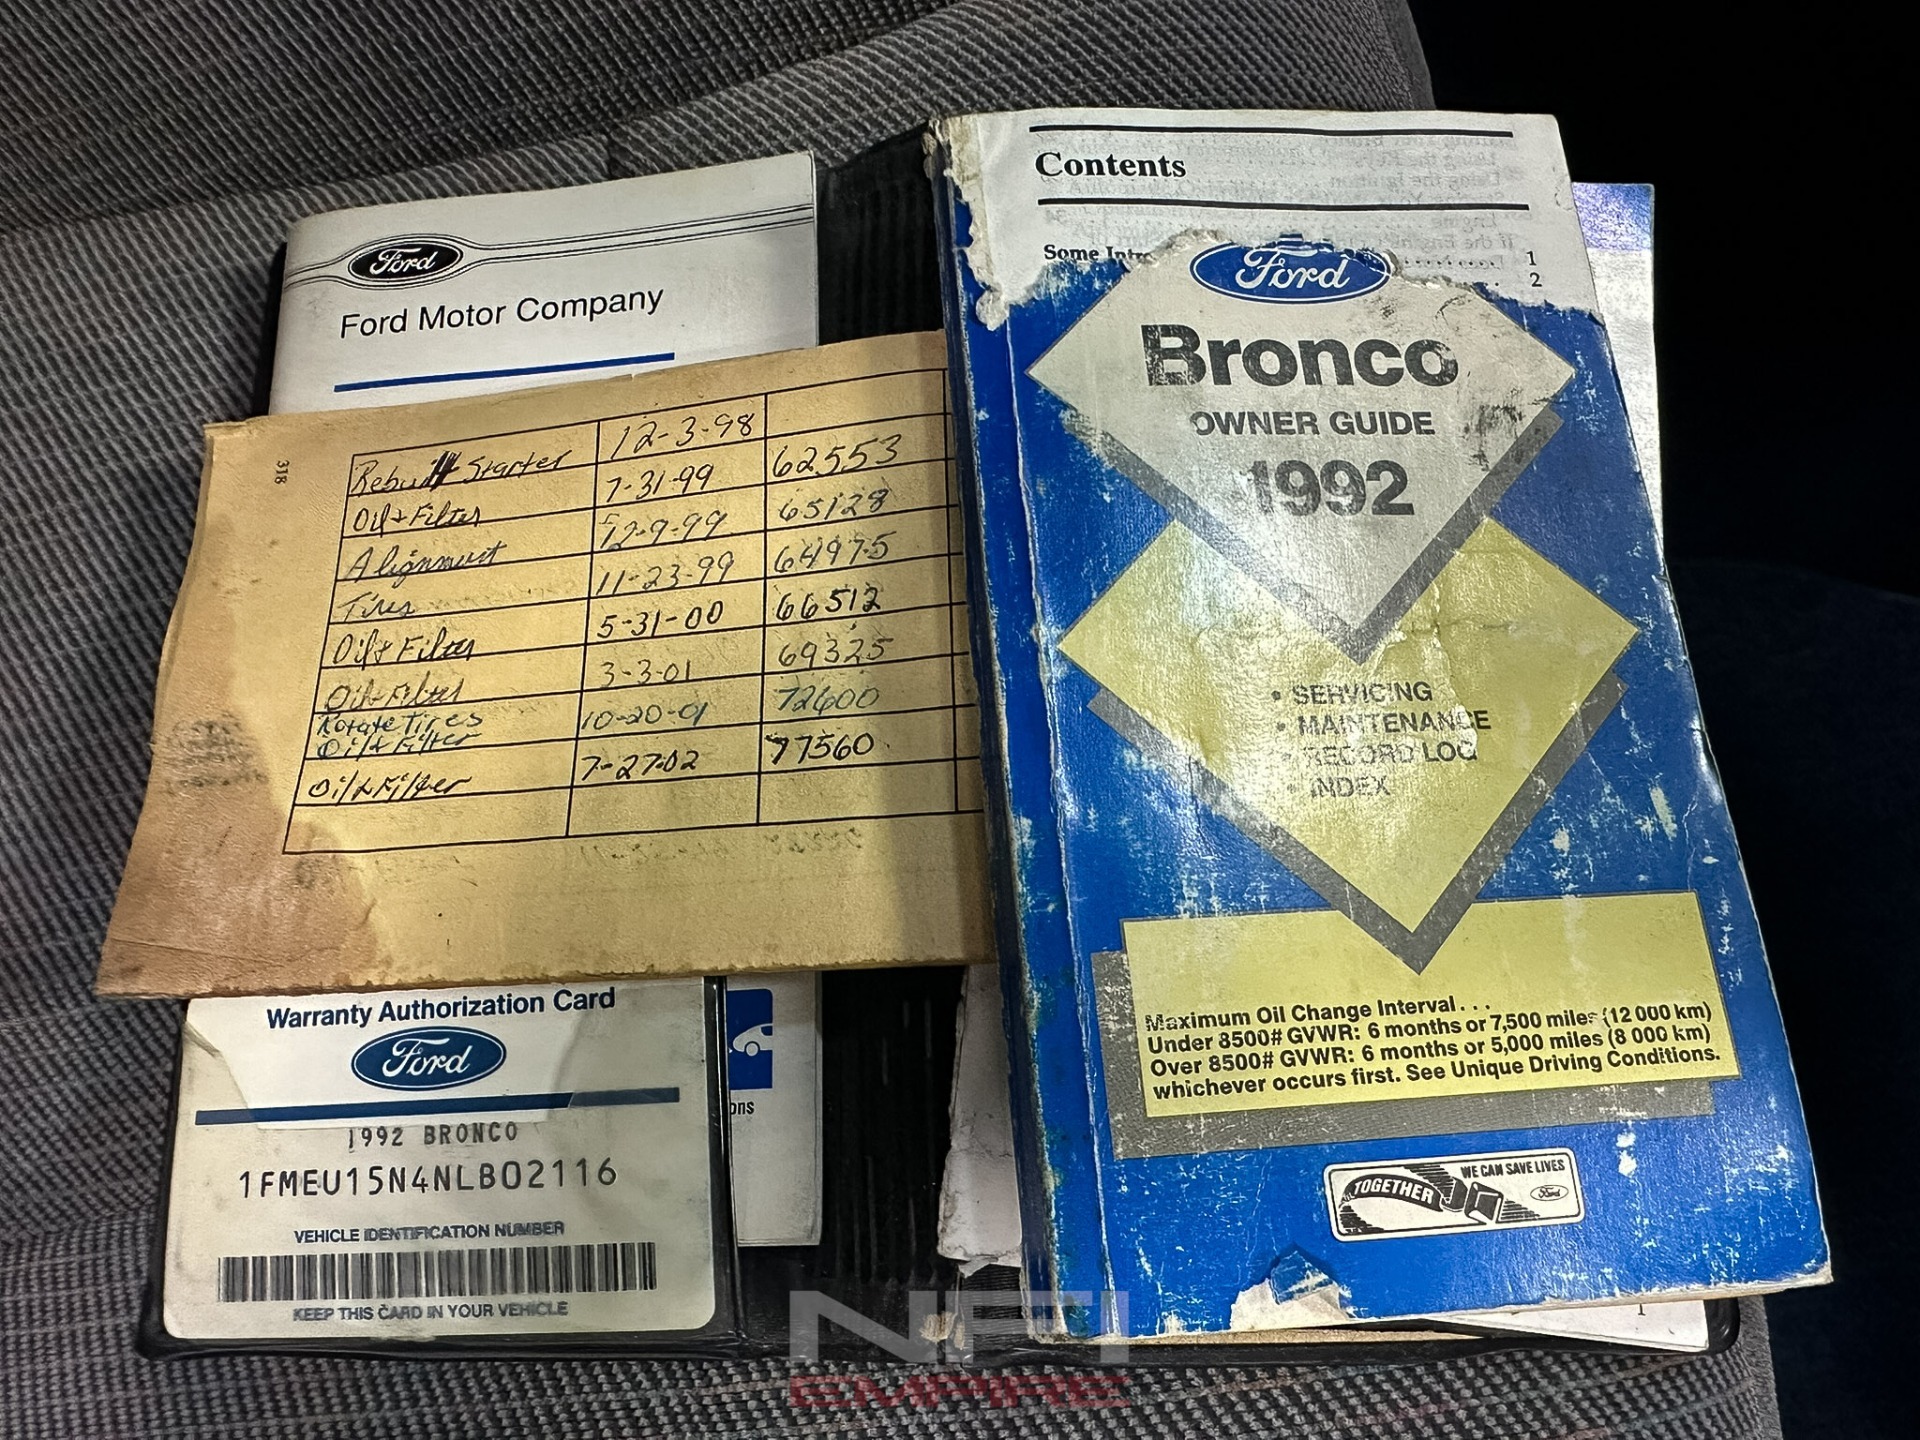 Ford
Ford Motor Company
318
Rebuilt Starter 12-3-98
Oil & Filter 7-31-99 62553
Alignment 12-9-99 65128
Tires 11-23-99 64975
Oil & Filter 5-31-00 66512
Oil & Filter 3-3-01 69325
Rotate Tires
Oil & Filter 10-20-01 72600
Oil & Filter 7-27-02 77560
Warranty Authorization Card
Ford
1992 BRONCO
1FMEU15N4NLB02116
VEHICLE IDENTIFICATION NUMBER
KEEP THIS CARD IN YOUR VEHICLE
ons
Contents
Some 1
2
Ford
Bronco
OWNER GUIDE
1992
• SERVICING
• MAINTENANCE
• RECORD LOG
• INDEX
Maximum Oil Change Interval...
Under 8500# GVWR: 6 months or 7,500 miles (12 000 km)
Over 8500# GVWR: 6 months or 5,000 miles (8 000 km)
whichever occurs first. See Unique Driving Conditions.
TOGETHER
WE CAN SAVE LIVES
Ford
1
NFI
EMPIRE